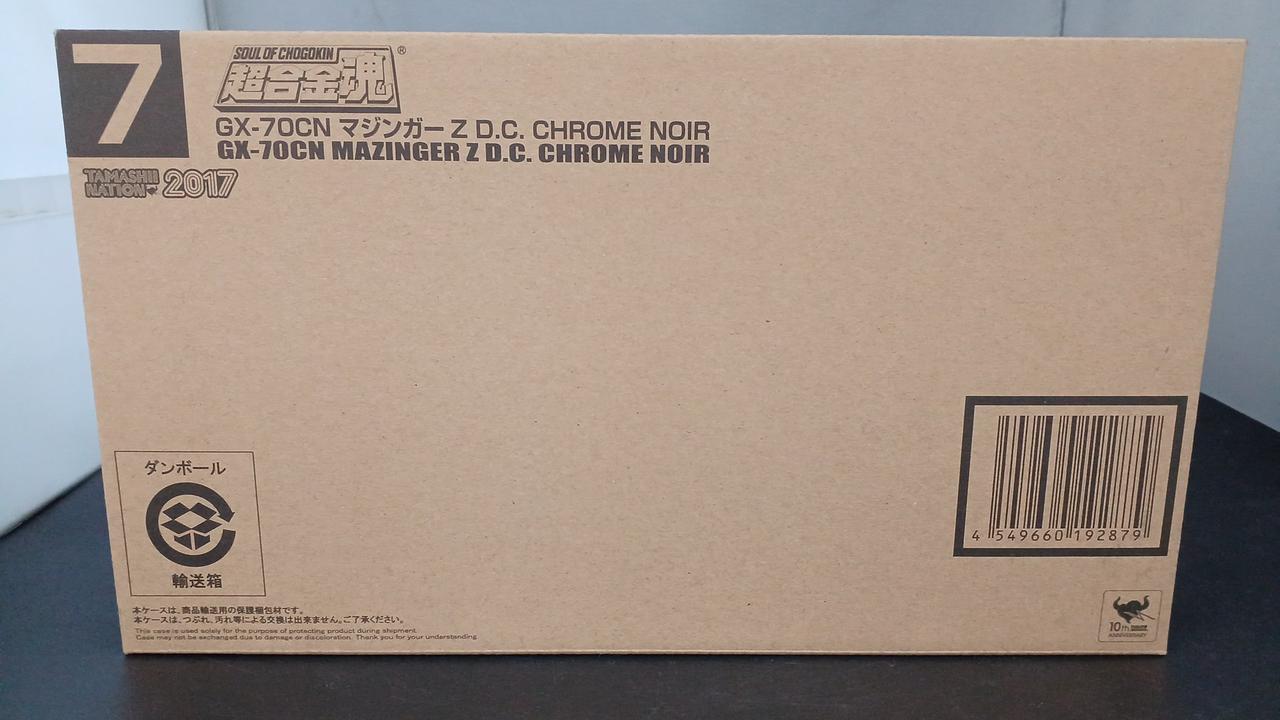 7
SOUL OF CHOGOKIN
超合金魂®
GX-70CN マジンガー Z D.C. CHROME NOIR
GX-70CN MAZINGER Z D.C. CHROME NOIR
TAMASHII
NATION 2017
ダンボール
輸送箱
4 549660 192879
本ケースは、商品輸送用の保護梱包材です。
本ケースは、つぶれ、汚れ等による交換は出来ません。ご了承ください。
This case is used solely for the purpose of protecting product during shipment.
Case may not be exchanged due to damage or discoloration. Thank you for your understanding.
10th
ANNIVERSARY